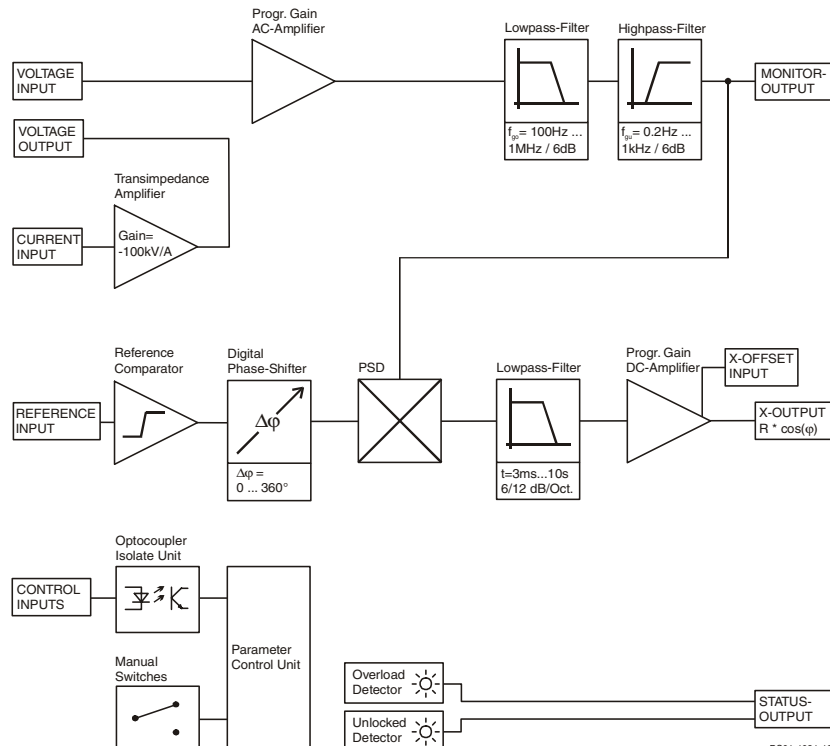 Progr. Gain
AC-Amplifier
Lowpass-Filter
Highpass-Filter
VOLTAGE
INPUT
MONITOR-
OUTPUT
VOLTAGE
OUTPUT
fgo= 100Hz ...
1MHz / 6dB
fgu= 0.2Hz ...
1kHz / 6dB
Transimpedance
Amplifier
CURRENT
INPUT
Gain=
-100kV/A
Reference
Comparator
Digital
Phase-Shifter
PSD
Lowpass-Filter
Progr. Gain
DC-Amplifier
X-OFFSET
INPUT
REFERENCE
INPUT
Δφ
X-OUTPUT
R * cos(φ)
Δφ =
0 ... 360°
t=3ms...10s
6/12 dB/Oct.
Optocoupler
Isolate Unit
CONTROL
INPUTS
Parameter
Control Unit
Manual
Switches
Overload
Detector
Unlocked
Detector
STATUS-
OUTPUT